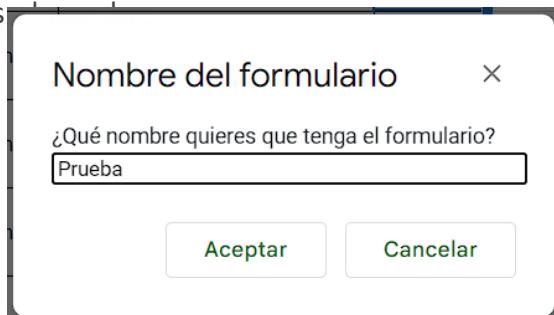 Nombre del formulario
¿Qué nombre quieres que tenga el formulario?
Prueba
Aceptar
Cancelar